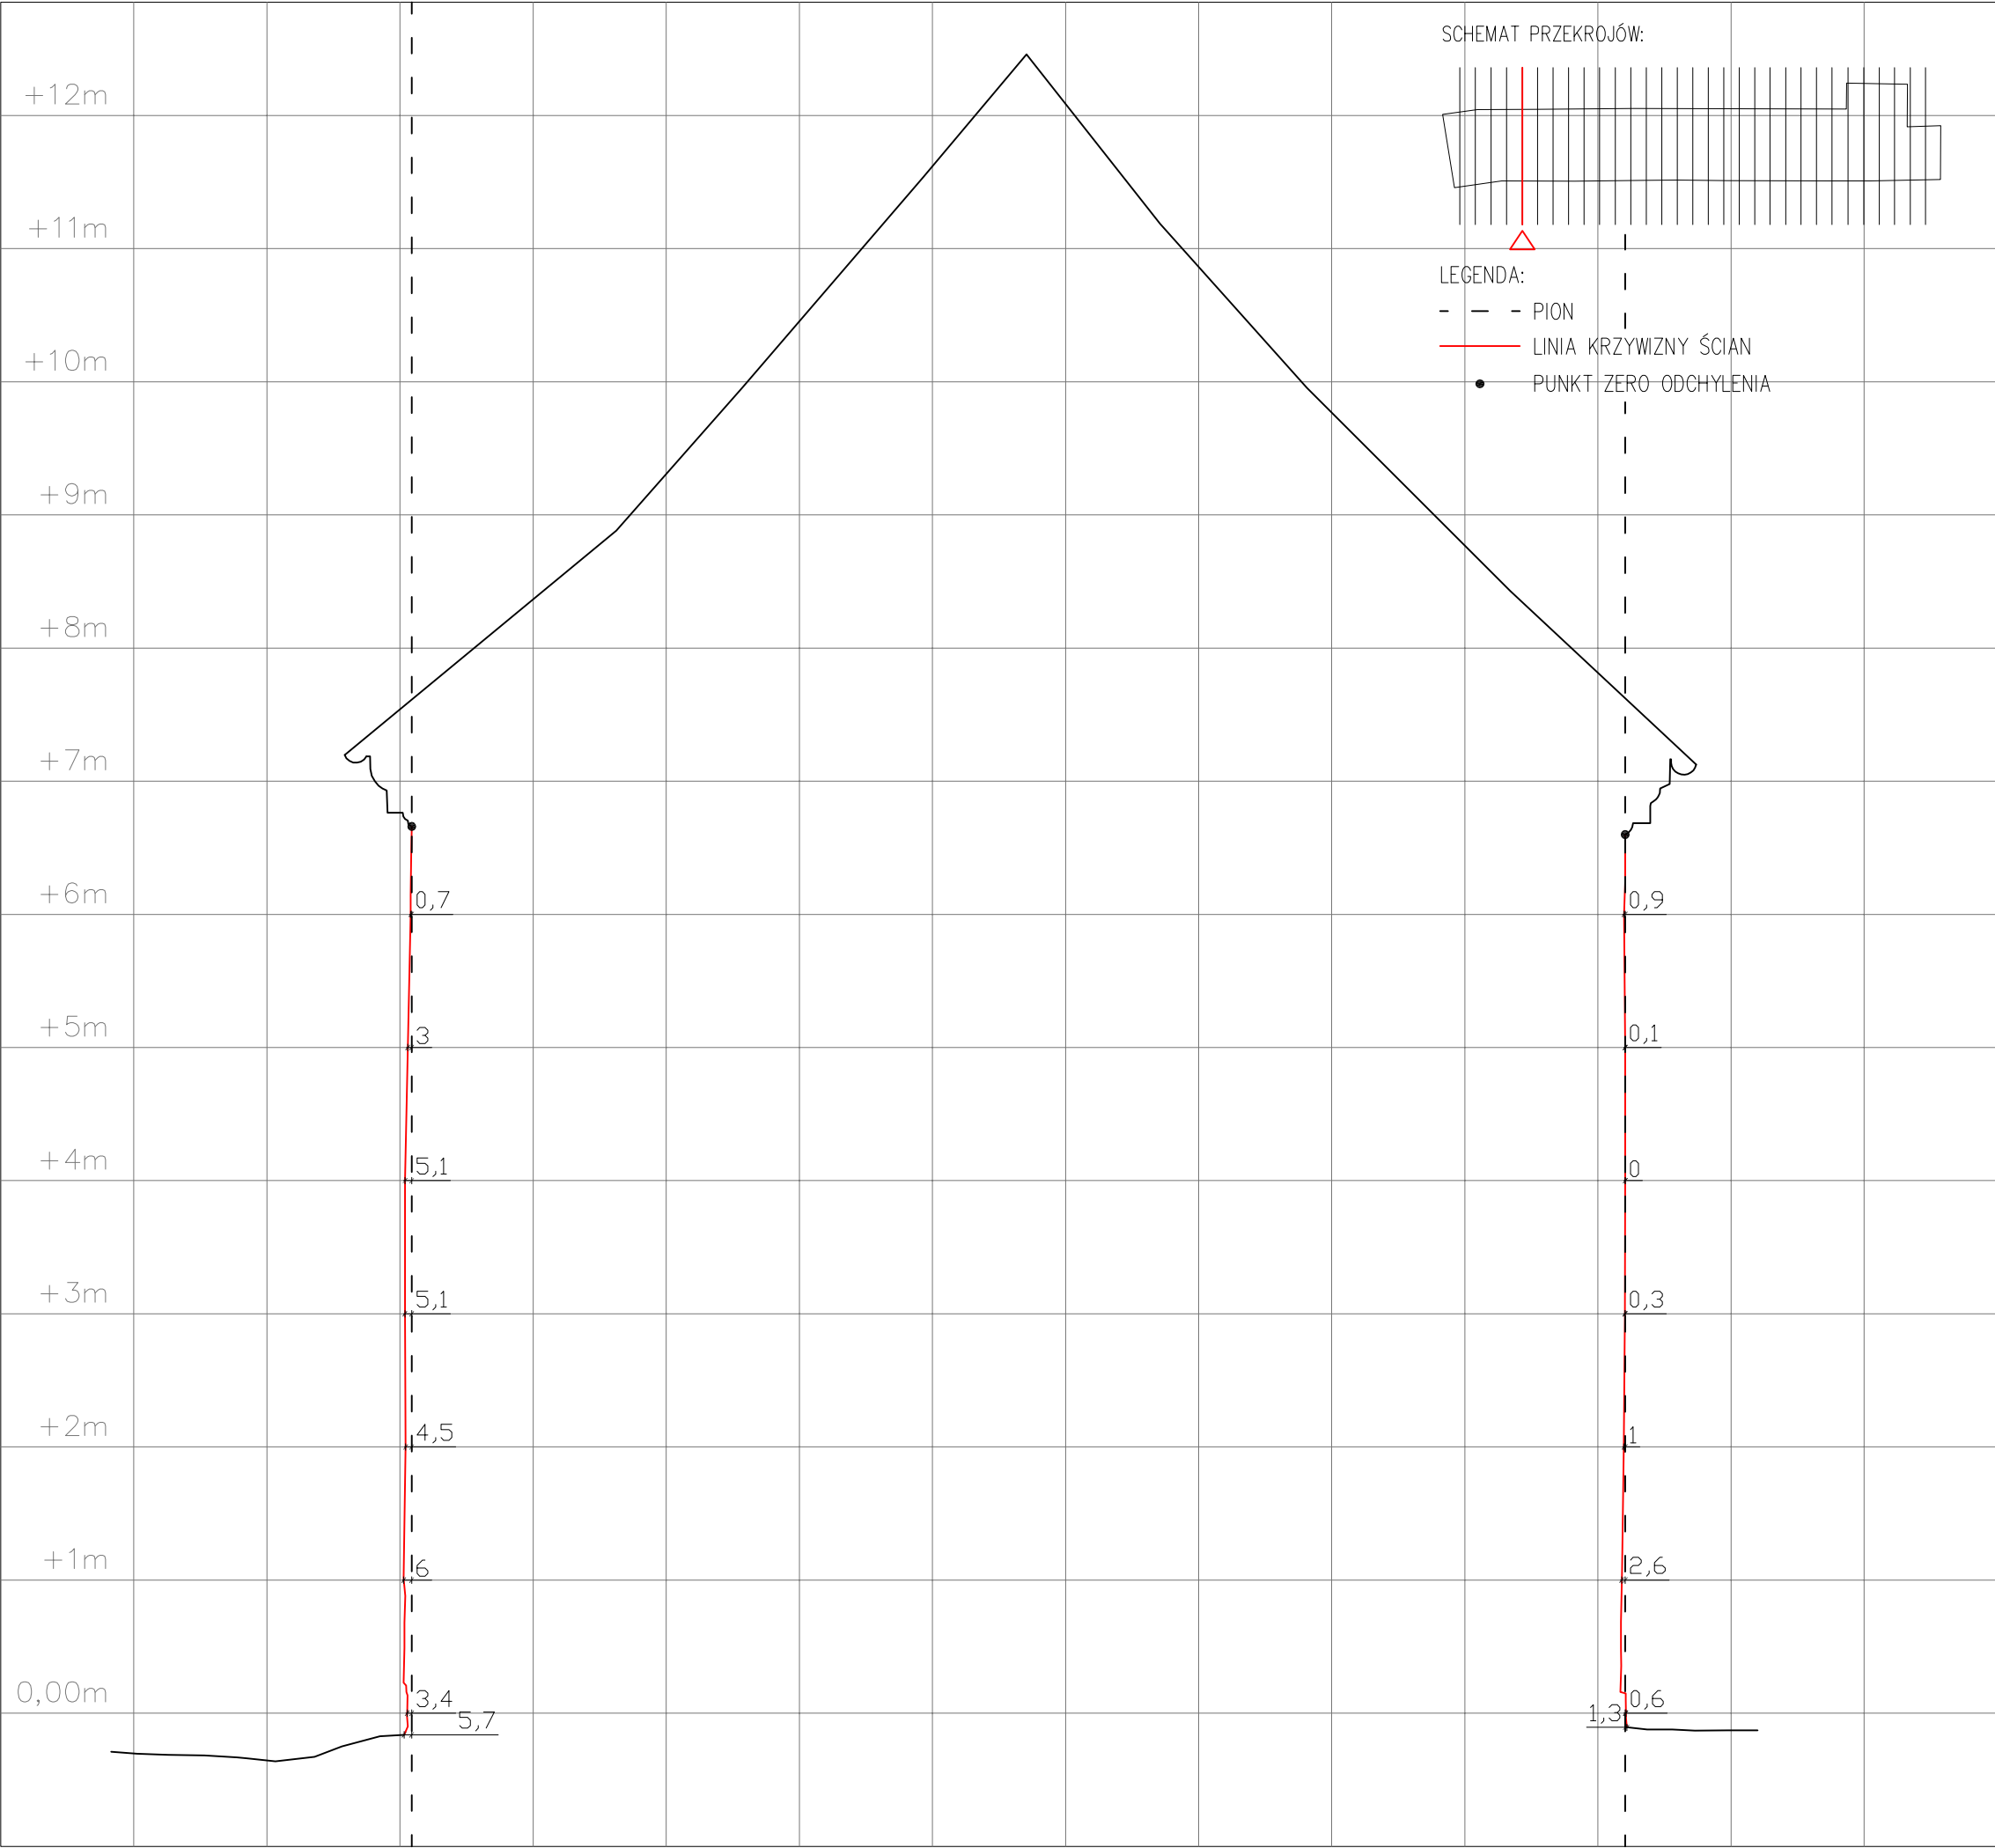 SCHEMAT PRZEKROJÓW:
+12m
+11m
LEGENDA:
PION
LINIA KRZYWIZNY ŚCIAN
+10m
PUNKT ZERO ODCHYLENIA
+9m
+8m
+7m
+6m 0,7 0,9
+5m 3 0,1
+4m 5,1 0
+3m 5,1 0,3
+2m 4,5 1
+1m 6 2,6
0,00m 3,4 0,6
5,7 1,3